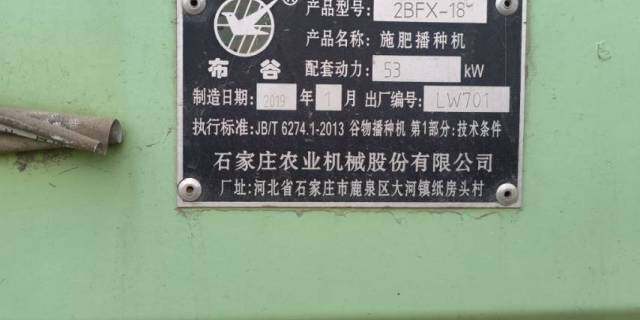 ® 产品型号: 2BFX-18
产品名称: 施肥播种机
布谷 配套动力: 53 kW
制造日期: 2019 年 1 月 出厂编号: LW701
执行标准: JB/T 6274.1-2013 谷物播种机 第1部分: 技术条件
石家庄农业机械股份有限公司
厂址: 河北省石家庄市鹿泉区大河镇纸房头村